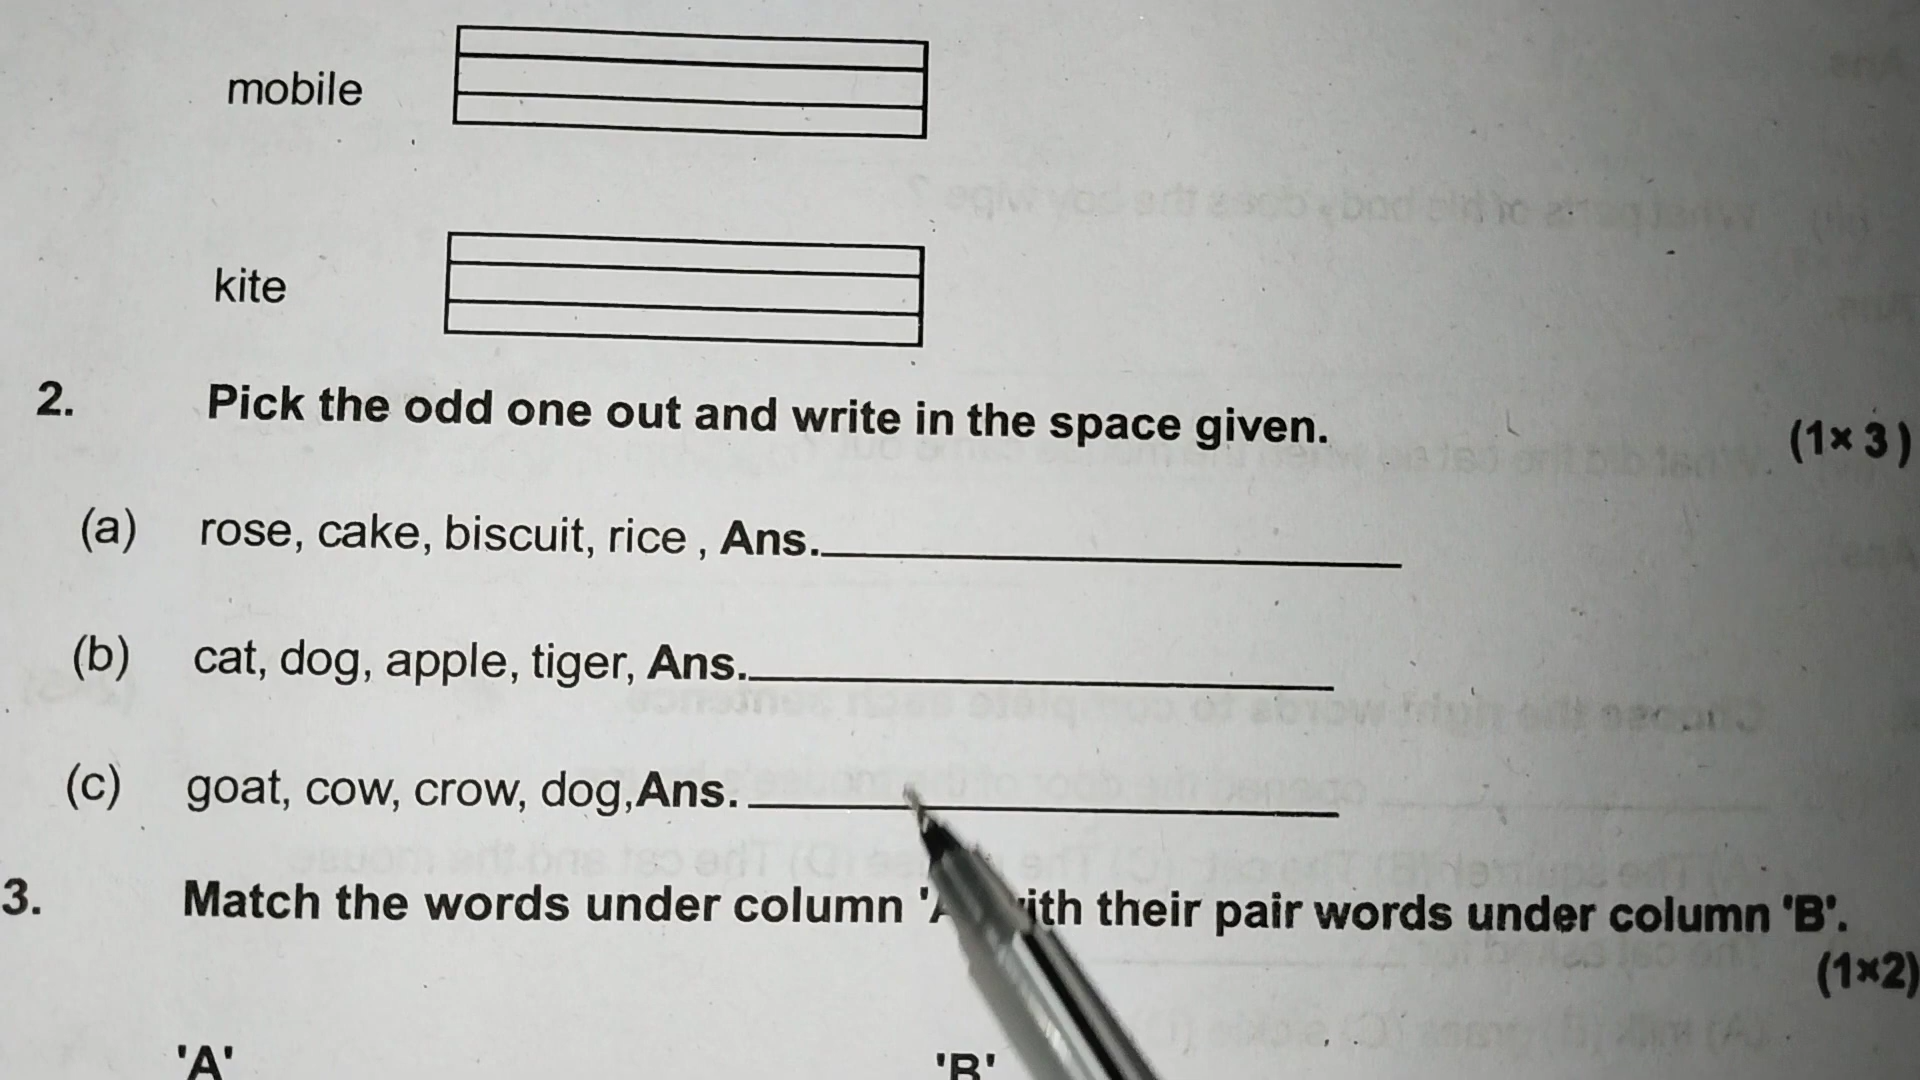 mobile
kite
2. Pick the odd one out and write in the space given. (1×3)
(a) rose, cake, biscuit, rice , Ans.
(b) cat, dog, apple, tiger, Ans.
(c) goat, cow, crow, dog,Ans.
3. Match the words under column 'A' with their pair words under column 'B'.
(1×2)
'A' 'B'